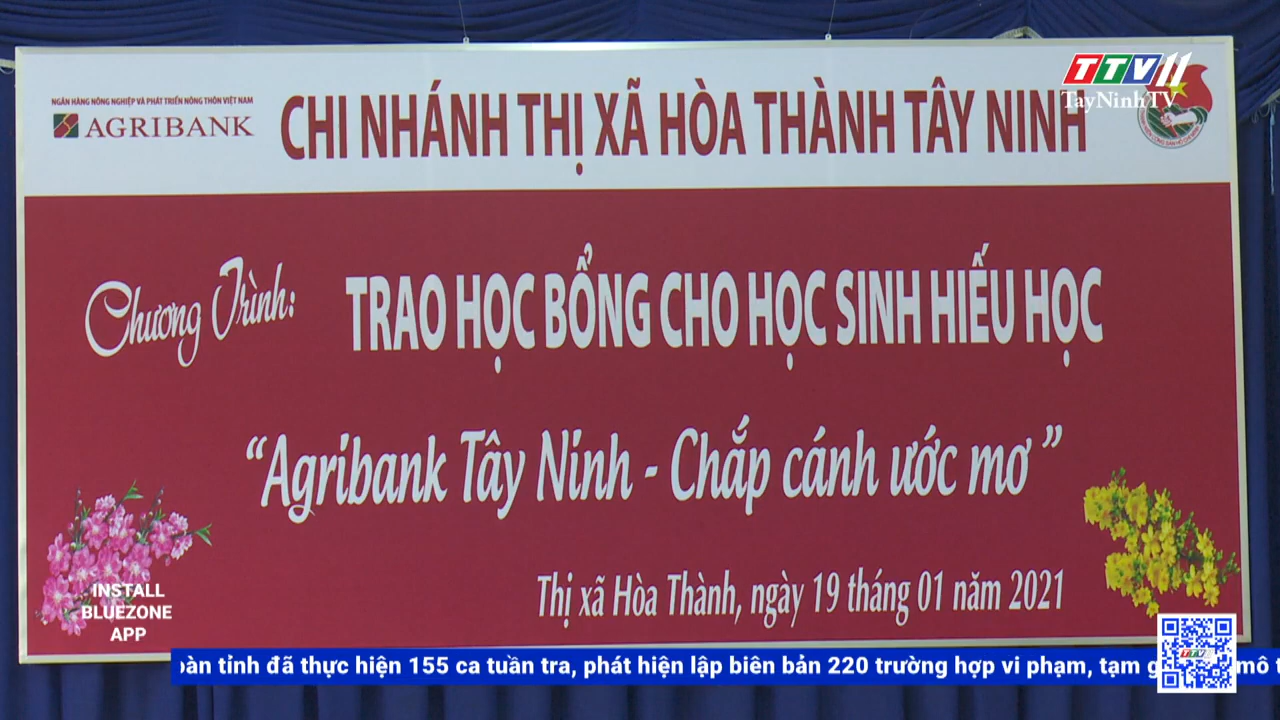 TTV11
TayNinhTV
NGÂN HÀNG NÔNG NGHIỆP VÀ PHÁT TRIỂN NÔNG THÔN VIỆT NAM
AGRIBANK
CHI NHÁNH THỊ XÃ HÒA THÀNH TÂY NINH
Chương Trình:
TRAO HỌC BỔNG CHO HỌC SINH HIẾU HỌC
“Agribank Tây Ninh - Chắp cánh ước mơ”
Thị xã Hòa Thành, ngày 19 tháng 01 năm 2021
INSTALL
BLUEZONE
APP
tỉnh đã thực hiện 155 ca tuần tra, phát hiện lập biên bản 220 trường hợp vi phạm, tạm mô
TTV11